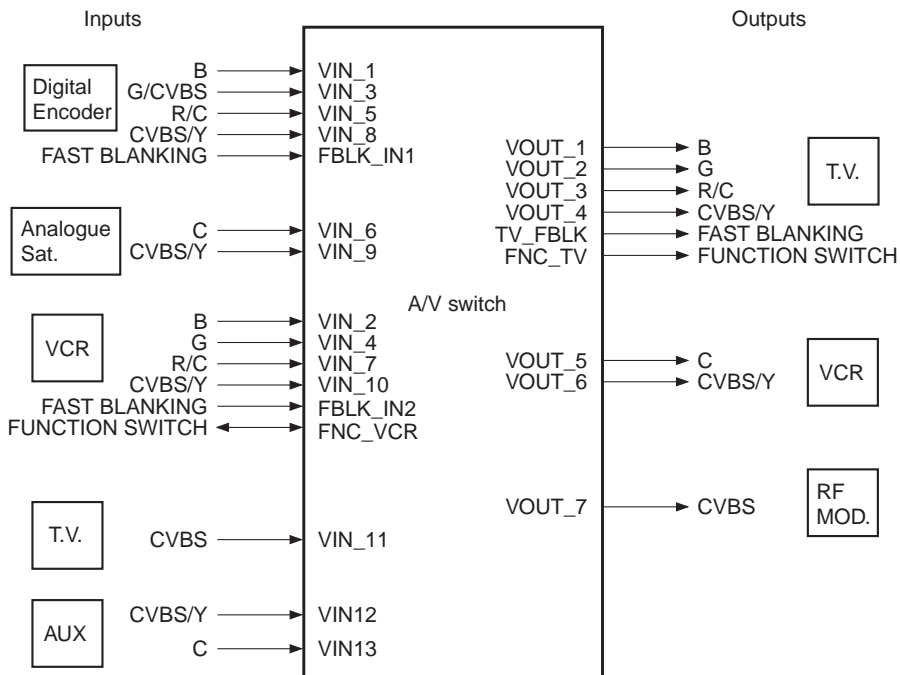 Inputs
Outputs
Digital
Encoder
B
G/CVBS
R/C
CVBS/Y
FAST BLANKING
VIN_1
VIN_3
VIN_5
VIN_8
FBLK_IN1
Analogue
Sat.
C
CVBS/Y
VIN_6
VIN_9
VCR
B
G
R/C
CVBS/Y
FAST BLANKING
FUNCTION SWITCH
VIN_2
VIN_4
VIN_7
VIN_10
FBLK_IN2
FNC_VCR
T.V.
CVBS
VIN_11
AUX
CVBS/Y
C
VIN12
VIN13
A/V switch
VOUT_1
VOUT_2
VOUT_3
VOUT_4
TV_FBLK
FNC_TV
B
G
R/C
CVBS/Y
FAST BLANKING
FUNCTION SWITCH
T.V.
VOUT_5
VOUT_6
C
CVBS/Y
VCR
VOUT_7
CVBS
RF
MOD.